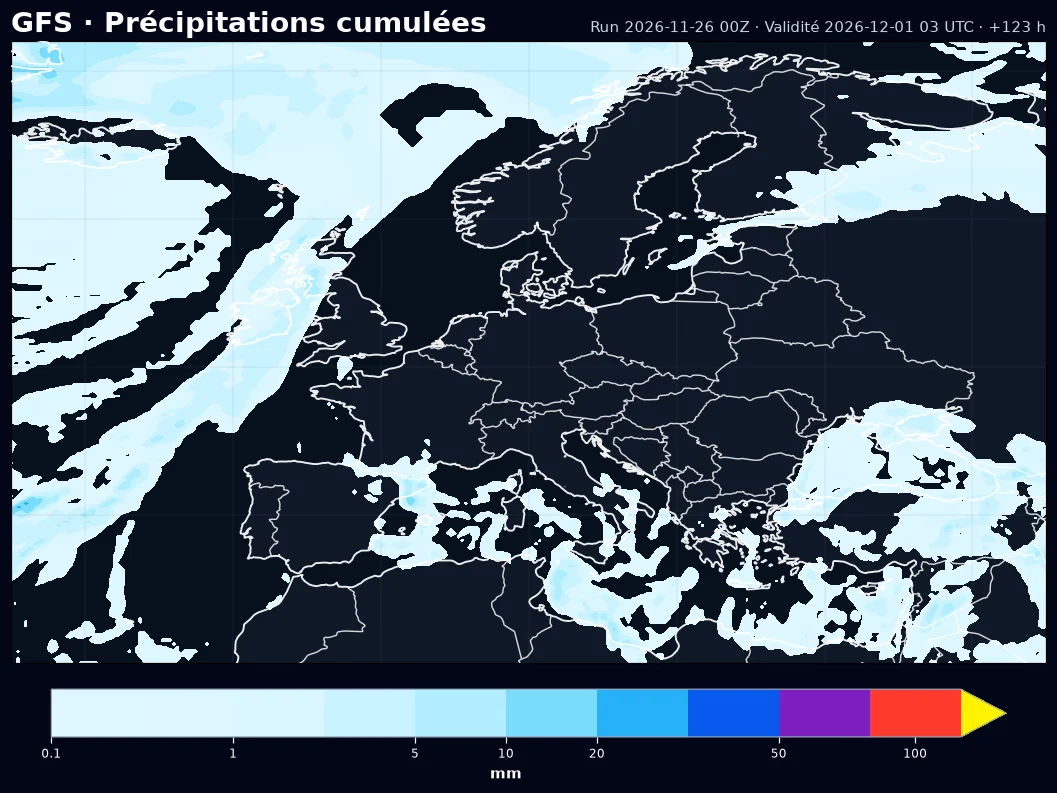 GFS · Précipitations cumulées
Run 2026-11-26 00Z · Validité 2026-12-01 03 UTC · +123 h
0.1 1 5 10 20 50 100
mm